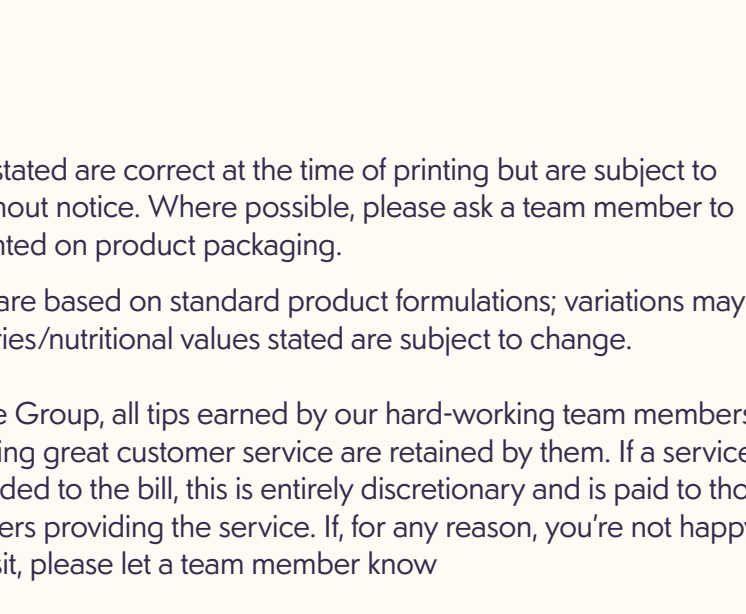 stated are correct at the time of printing but are subject to
hout notice. Where possible, please ask a team member to
nted on product packaging.
are based on standard product formulations; variations may
ries/nutritional values stated are subject to change.
e Group, all tips earned by our hard-working team members
ing great customer service are retained by them. If a service
ded to the bill, this is entirely discretionary and is paid to tho
ers providing the service. If, for any reason, you’re not happy
sit, please let a team member know